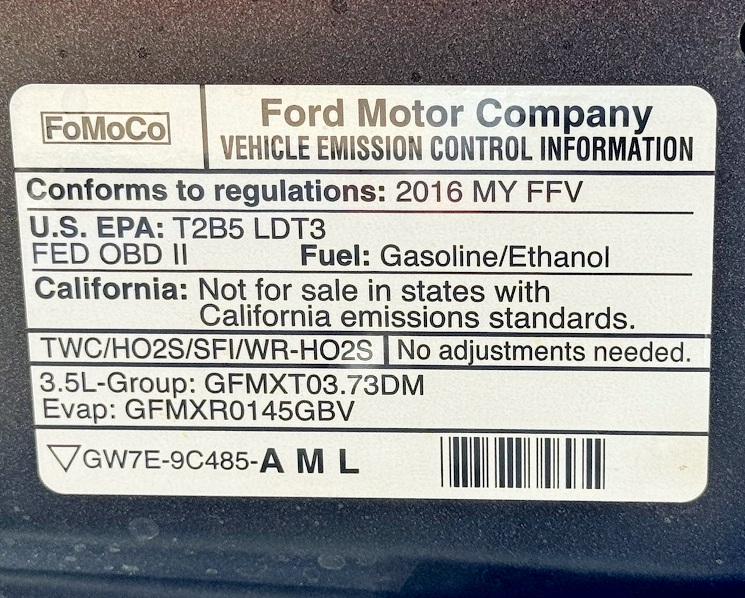 FoMoCo
Ford Motor Company
VEHICLE EMISSION CONTROL INFORMATION
Conforms to regulations: 2016 MY FFV
U.S. EPA: T2B5 LDT3
FED OBD II Fuel: Gasoline/Ethanol
California: Not for sale in states with
California emissions standards.
TWC/HO2S/SFI/WR-HO2S No adjustments needed.
3.5L-Group: GFMXT03.73DM
Evap: GFMXR0145GBV
GW7E-9C485-A M L